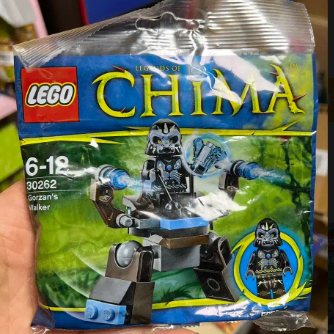 LEGO
LEGENDS OF
CHIMA
6-12
30262
Gorzan's
Walker